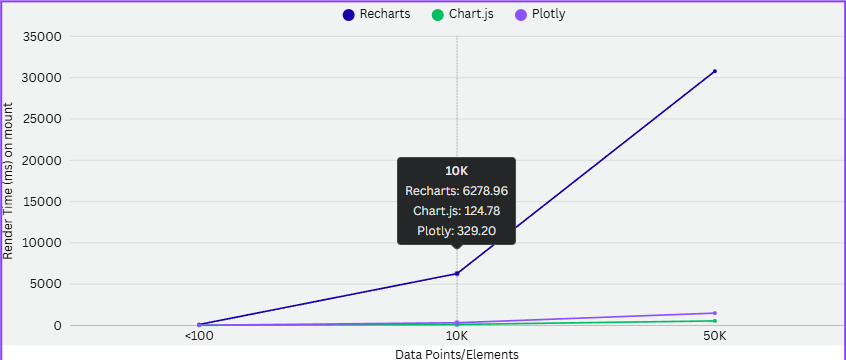 Recharts Chart.js Plotly
35000
30000
25000
20000
15000
10000
5000
0
Render Time (ms) on mount
10K
Recharts: 6278.96
Chart.js: 124.78
Plotly: 329.20
<100 10K 50K
Data Points/Elements